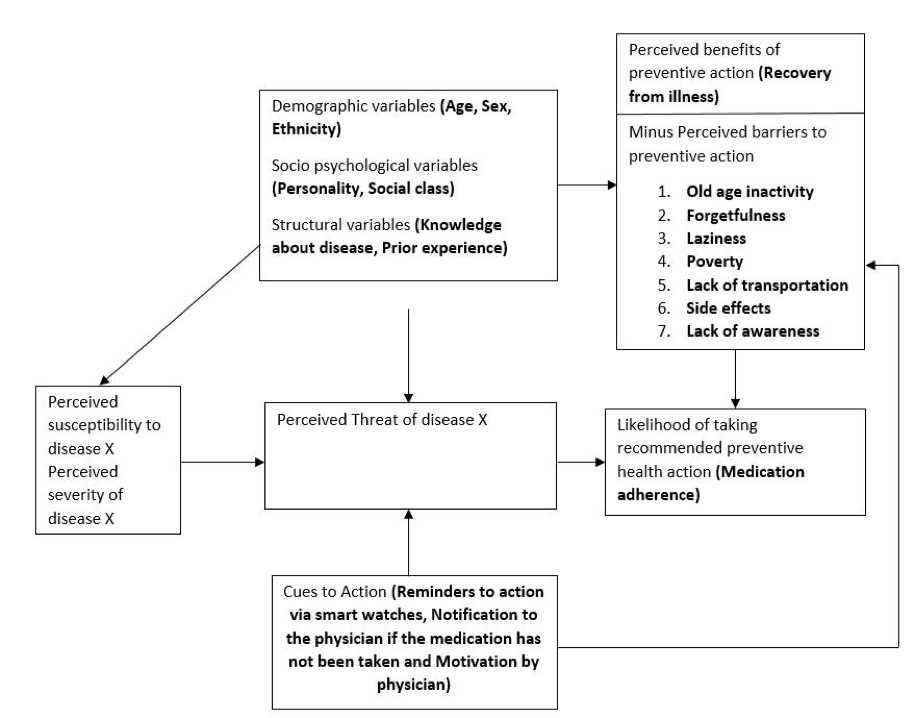 Perceived benefits of
preventive action (Recovery
from illness)
Minus Perceived barriers to
preventive action
1. Old age inactivity
2. Forgetfulness
3. Laziness
4. Poverty
5. Lack of transportation
6. Side effects
7. Lack of awareness
Demographic variables (Age, Sex,
Ethnicity)
Socio psychological variables
(Personality, Social class)
Structural variables (Knowledge
about disease, Prior experience)
Perceived
susceptibility to
disease X
Perceived
severity of
disease X
Perceived Threat of disease X
Likelihood of taking
recommended preventive
health action (Medication
adherence)
Cues to Action (Reminders to action
via smart watches, Notification to
the physician if the medication has
not been taken and Motivation by
physician)